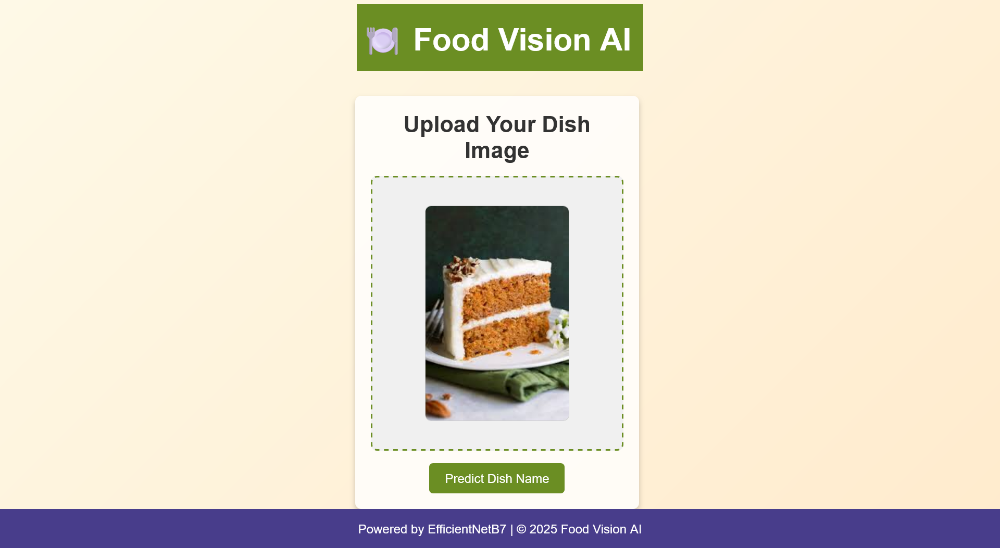 Food Vision AI
Upload Your Dish
Image
Predict Dish Name
Powered by EfficientNetB7 | © 2025 Food Vision AI